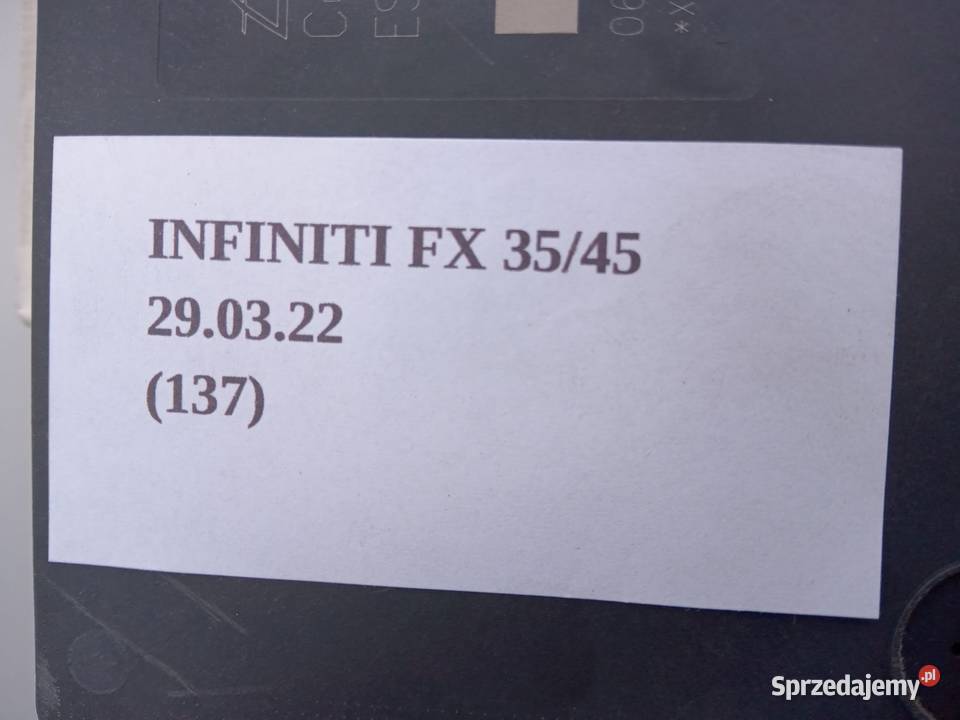 INFINITI FX 35/45
29.03.22
(137)
Sprzedajemy.pl